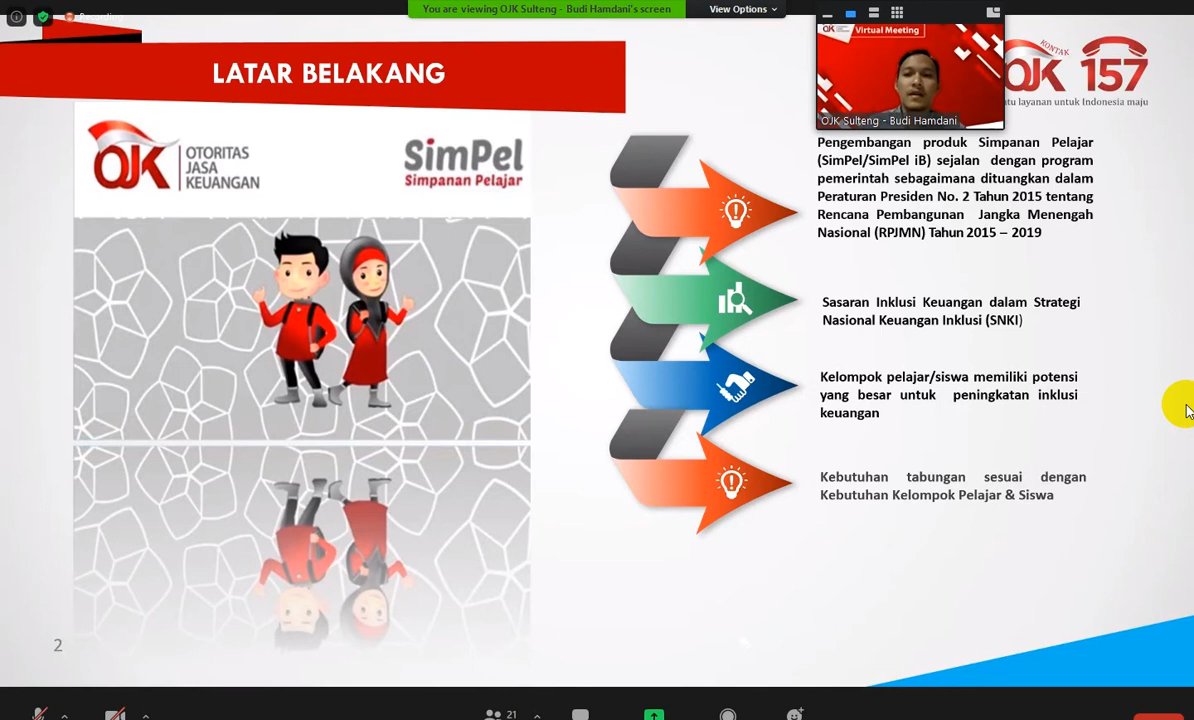 Recording
You are viewing OJK Sulteng - Budi Hamdani's screen
View Options
LATAR BELAKANG
Virtual Meeting
OJK Sulteng - Budi Hamdani
KONTAK
OJK 157
layanan untuk Indonesia maju
OJK
OTORITAS
JASA
KEUANGAN
SimPel
Simpanan Pelajar
Pengembangan produk Simpanan Pelajar
(SimPel/SimPel iB) sejalan dengan program
pemerintah sebagaimana dituangkan dalam
Peraturan Presiden No. 2 Tahun 2015 tentang
Rencana Pembangunan Jangka Menengah
Nasional (RPJMN) Tahun 2015 – 2019
Sasaran Inklusi Keuangan dalam Strategi
Nasional Keuangan Inklusi (SNKI)
Kelompok pelajar/siswa memiliki potensi
yang besar untuk peningkatan inklusi
keuangan
Kebutuhan tabungan sesuai dengan
Kebutuhan Kelompok Pelajar & Siswa
2
21